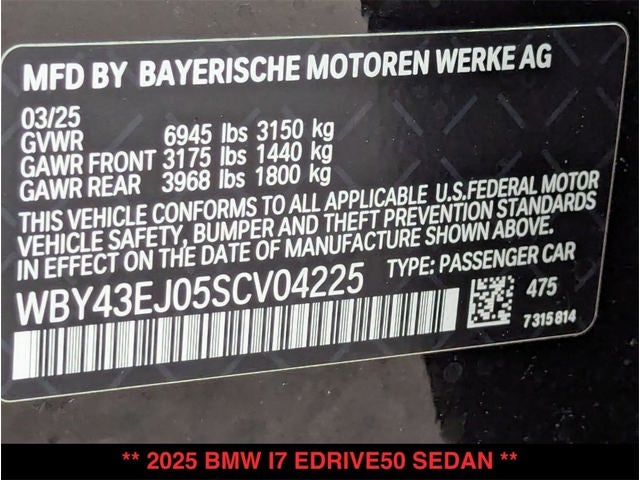 MFD BY BAYERISCHE MOTOREN WERKE AG
03/25
GVWR 6945 lbs 3150 kg
GAWR FRONT 3175 lbs 1440 kg
GAWR REAR 3968 lbs 1800 kg
THIS VEHICLE CONFORMS TO ALL APPLICABLE U.S.FEDERAL MOTOR
VEHICLE SAFETY, BUMPER AND THEFT PREVENTION STANDARDS
IN EFFECT ON THE DATE OF MANUFACTURE SHOWN ABOVE.
WBY43EJ05SCV04225 TYPE: PASSENGER CAR
475
7315814
** 2025 BMW I7 EDRIVE50 SEDAN **